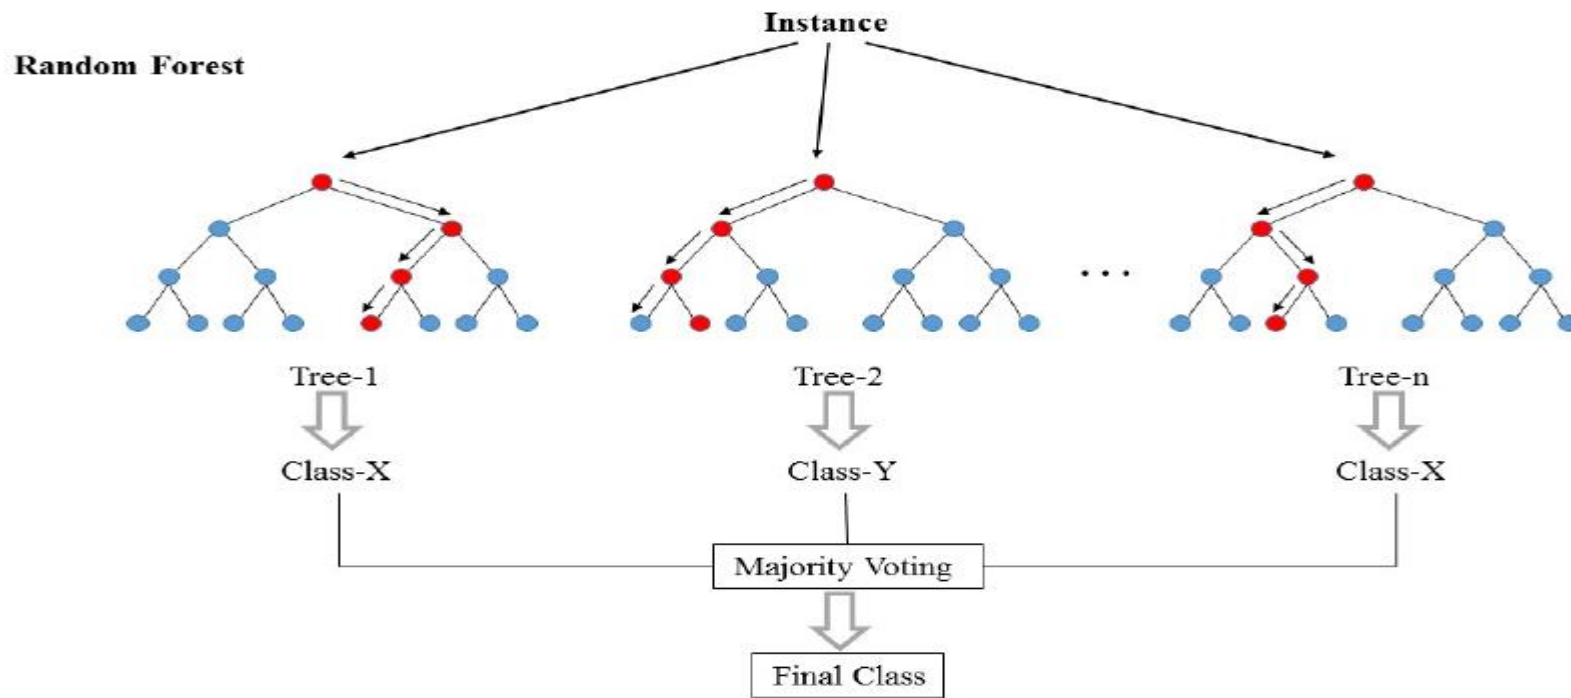 Instance
Random Forest
...
Tree-1
Tree-2
Tree-n
Class-X
Class-Y
Class-X
Majority Voting
Final Class